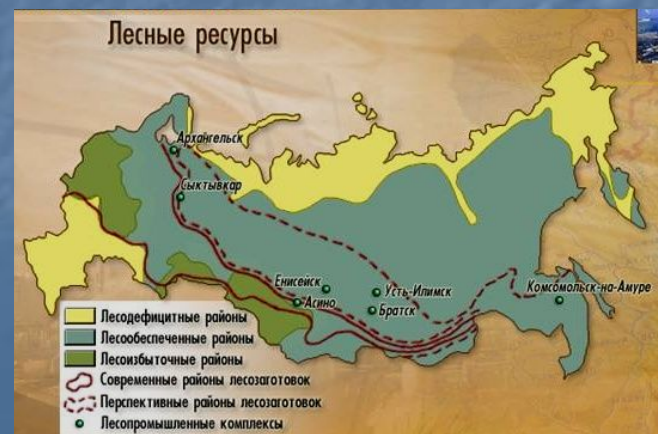 Лесные ресурсы
Архангельск
Сыктывкар
Енисейск
Усть-Илимск
Комсомольск-на-Амуре
Асино
Братск
Лесодефицитные районы
Лесообеспеченные районы
Лесоизбыточные районы
Современные районы лесозаготовок
Перспективные районы лесозаготовок
Лесопромышленные комплексы